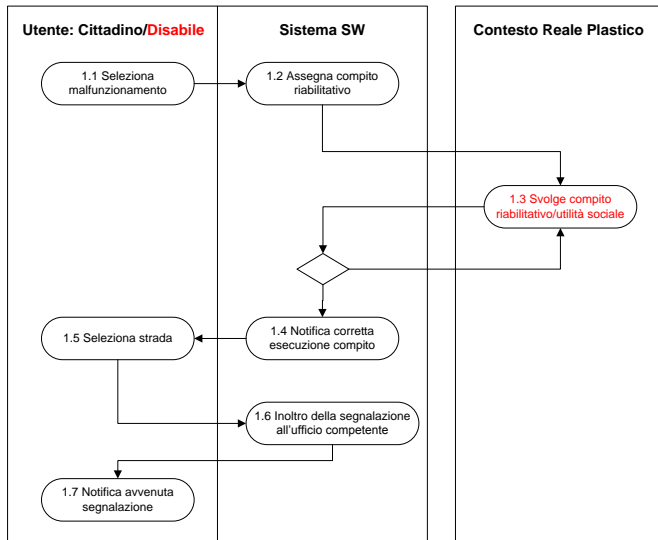 Utente: Cittadino/Disabile
Sistema SW
Contesto Reale Plastico
1.1 Seleziona
malfunzionamento
1.2 Assegna compito
riabilitativo
1.3 Svolge compito
riabilitativo/utilità sociale
1.4 Notifica corretta
esecuzione compito
1.5 Seleziona strada
1.6 Inoltro della segnalazione
all'ufficio competente
1.7 Notifica avvenuta
segnalazione